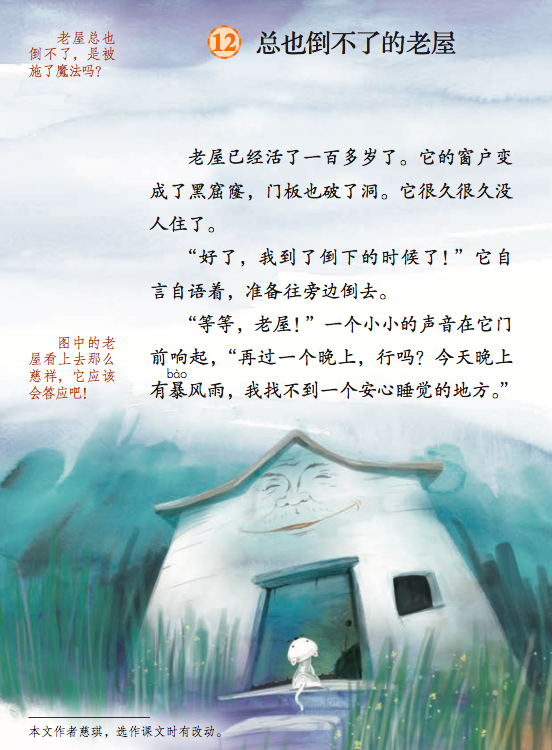 老屋总也
倒不了，是被
施了魔法吗？
12 总也倒不了的老屋
老屋已经活了一百多岁了。它的窗户变
成了黑窟窿，门板也破了洞。它很久很久没
人住了。
“好了，我到了倒下的时候了！”它自
言自语着，准备往旁边倒去。
“等等，老屋！”一个小小的声音在它门
前响起，“再过一个晚上，行吗？今天晚上
bào
有暴风雨，我找不到一个安心睡觉的地方。”
图中的老
屋看上去那么
慈祥，它应该
会答应吧！
本文作者慈琪，选作课文时有改动。